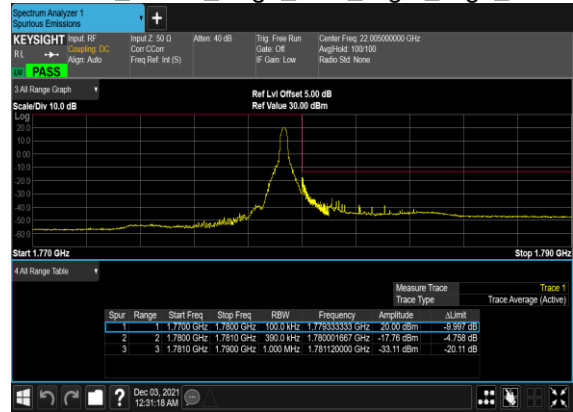 Spectrum Analyzer 1
Spurious Emissions
KEYSIGHT Input: RF
R L Coupling: DC
Align: Auto
Input Z: 50 Ω
Corr CCorr
Freq Ref: Int (S)
Atten: 40 dB
Trig: Free Run
Gate: Off
IF Gain: Low
Center Freq: 22.005000000 GHz
Avg|Hold: 100/100
Radio Std: None
PASS
3 All Range Graph
Scale/Div 10.0 dB
Ref Lvl Offset 5.00 dB
Ref Value 30.00 dBm
Log
20.0
10.0
0.00
-10.0
-20.0
-30.0
-40.0
-50.0
-60.0
Start 1.770 GHz
Stop 1.790 GHz
4 All Range Table
Measure Trace Trace 1
Trace Type Trace Average (Active)
Spur Range Start Freq Stop Freq RBW Frequency Amplitude ΔLimit
1 1 1.7700 GHz 1.7800 GHz 100.0 kHz 1.779333333 GHz 20.00 dBm -9.997 dB
2 2 1.7800 GHz 1.7810 GHz 390.0 kHz 1.780001667 GHz -17.76 dBm -4.758 dB
3 3 1.7810 GHz 1.7900 GHz 1.000 MHz 1.781120000 GHz -33.11 dBm -20.11 dB
?
Dec 03, 2021
12:31:18 AM